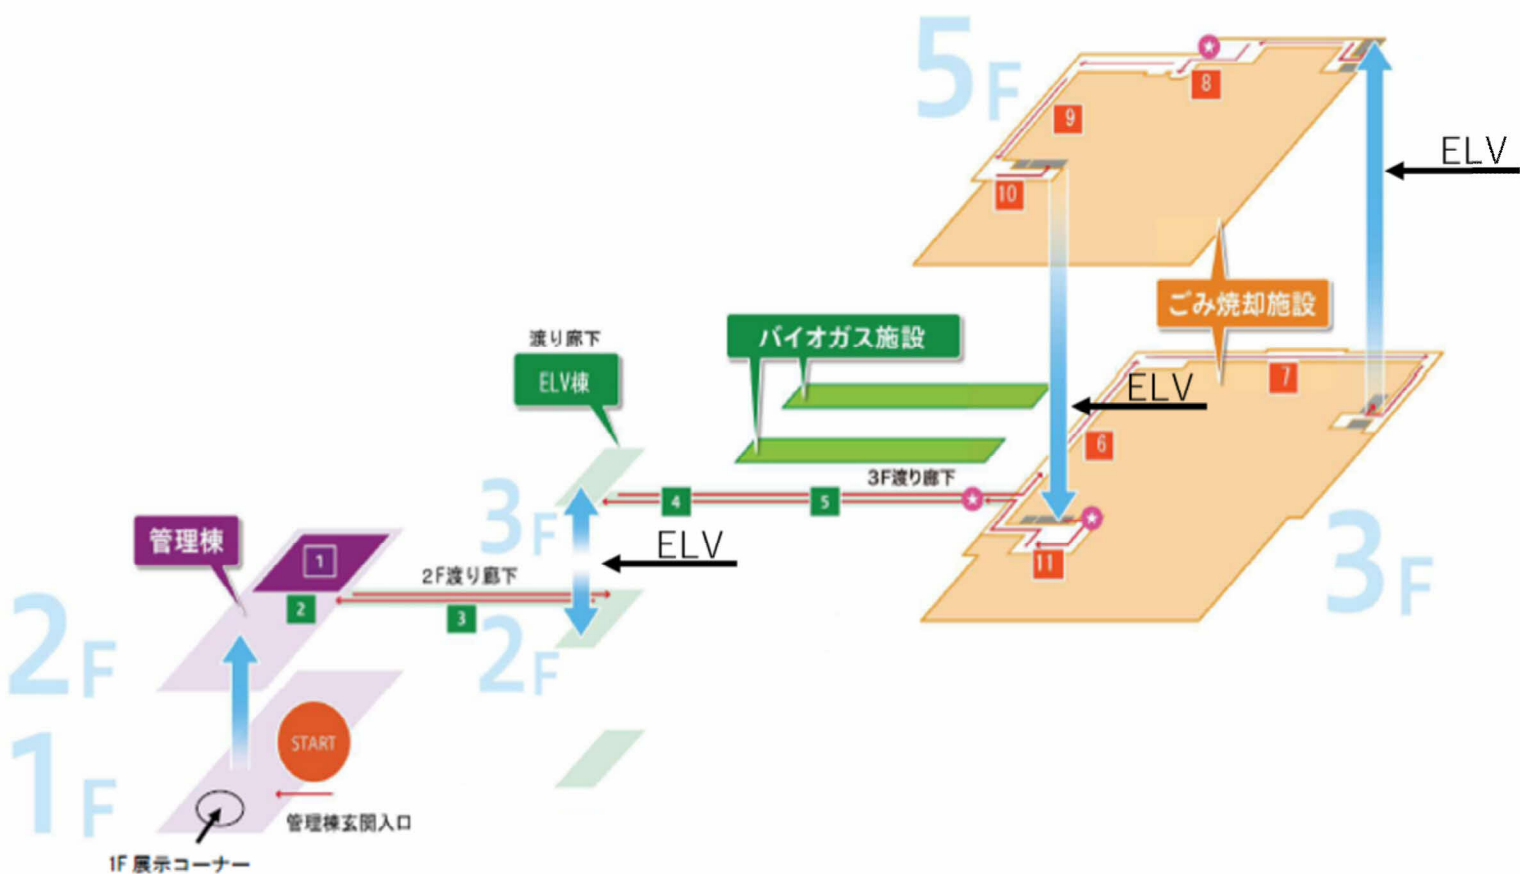 5F
8
9
10
ELV
ごみ焼却施設
バイオガス施設
渡り廊下
ELV棟
ELV
7
6
3F渡り廊下
4
5
3F
管理棟
1
ELV
11
3F
2F渡り廊下
2
3
2F
2F
1F
START
管理棟玄関入口
1F 展示コーナー